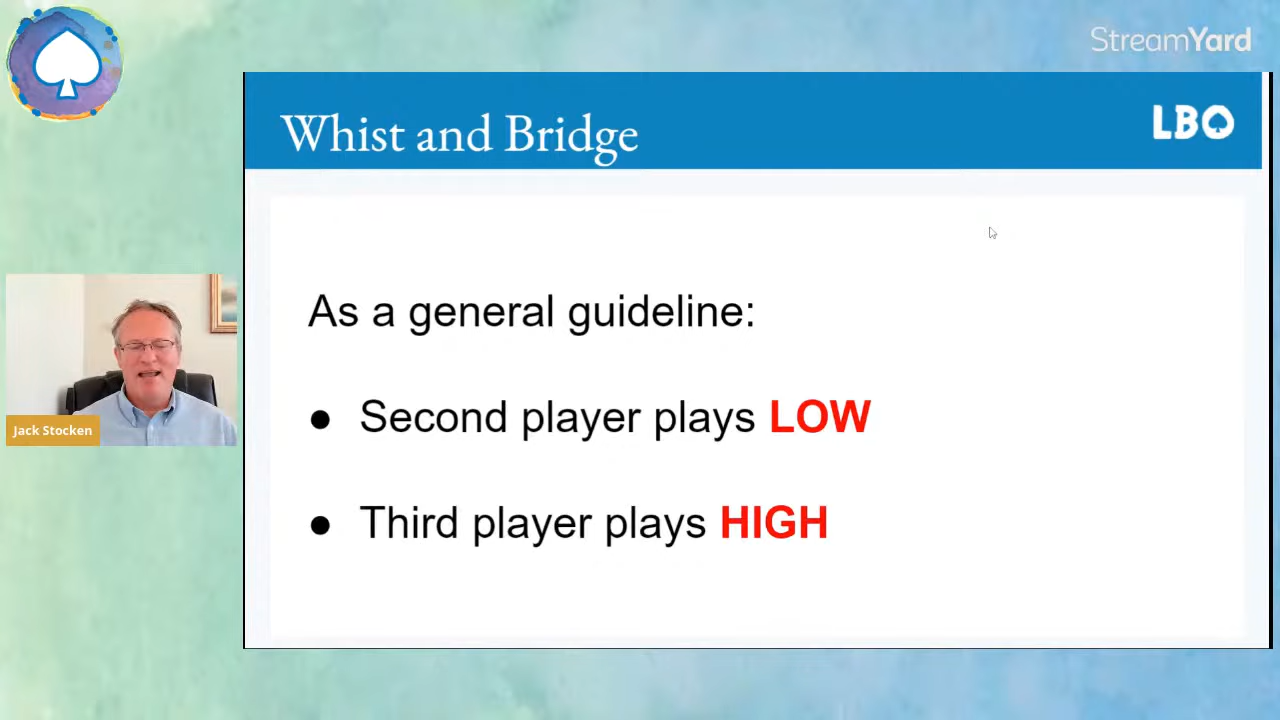 StreamYard
Whist and Bridge
LBO
As a general guideline:
● Second player plays LOW
● Third player plays HIGH
Jack Stocken